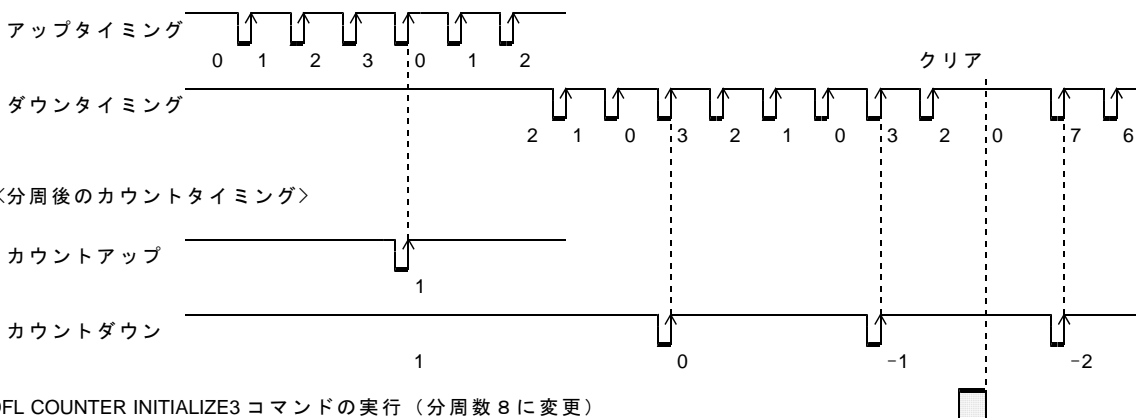 アップタイミング
0 1 2 3 0 1 2
クリア
ダウンタイミング
2 1 0 3 2 1 0 3 2 0 7 6
<分周後のカウントタイミング>
カウントアップ
1
カウントダウン
1 0 -1 -2
DFL COUNTER INITIALIZE3 コマンドの実行（分周数８に変更）